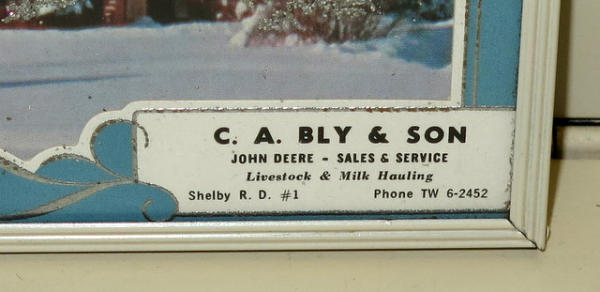 C. A. BLY & SON
JOHN DEERE - SALES & SERVICE
Livestock & Milk Hauling
Shelby R. D. #1 Phone TW 6-2452